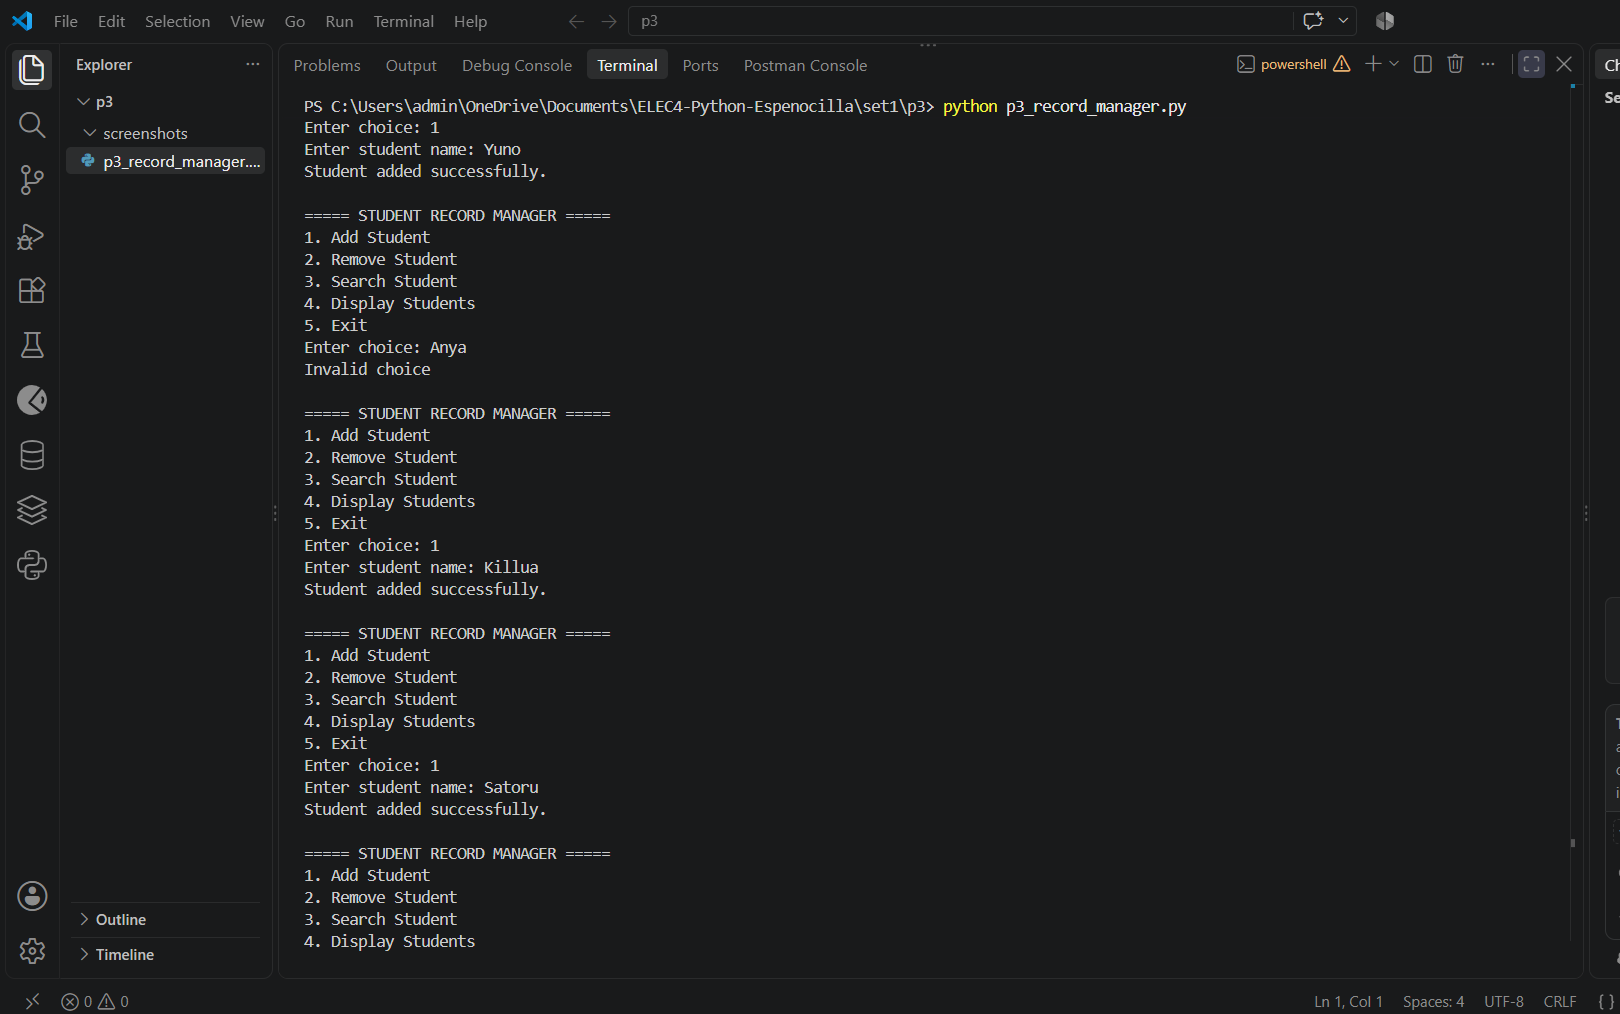 File Edit Selection View Go Run Terminal Help
p3
Explorer
p3
screenshots
p3_record_manager....
Outline
Timeline
Problems Output Debug Console Terminal Ports Postman Console
powershell
PS C:\Users\admin\OneDrive\Documents\ELEC4-Python-Espenocilla\set1\p3> python p3_record_manager.py
Enter choice: 1
Enter student name: Yuno
Student added successfully.
===== STUDENT RECORD MANAGER =====
1. Add Student
2. Remove Student
3. Search Student
4. Display Students
5. Exit
Enter choice: Anya
Invalid choice
===== STUDENT RECORD MANAGER =====
1. Add Student
2. Remove Student
3. Search Student
4. Display Students
5. Exit
Enter choice: 1
Enter student name: Killua
Student added successfully.
===== STUDENT RECORD MANAGER =====
1. Add Student
2. Remove Student
3. Search Student
4. Display Students
5. Exit
Enter choice: 1
Enter student name: Satoru
Student added successfully.
===== STUDENT RECORD MANAGER =====
1. Add Student
2. Remove Student
3. Search Student
4. Display Students
0 0
Ln 1, Col 1 Spaces: 4 UTF-8 CRLF { }